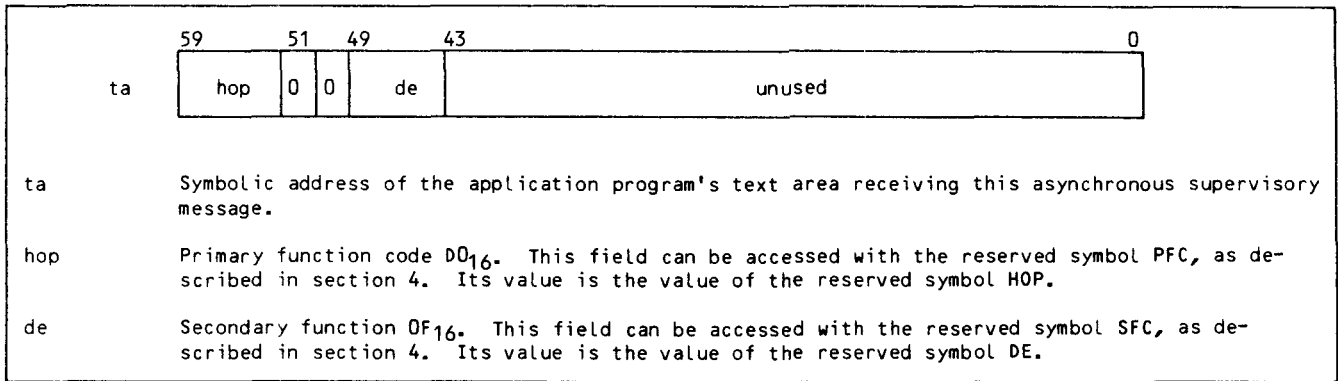 59 51 49 43 0
ta hop 0 0 de unused
ta Symbolic address of the application program's text area receiving this asynchronous supervisory
message.
hop Primary function code D0₁₆. This field can be accessed with the reserved symbol PFC, as de-
scribed in section 4. Its value is the value of the reserved symbol HOP.
de Secondary function 0F₁₆. This field can be accessed with the reserved symbol SFC, as de-
scribed in section 4. Its value is the value of the reserved symbol DE.